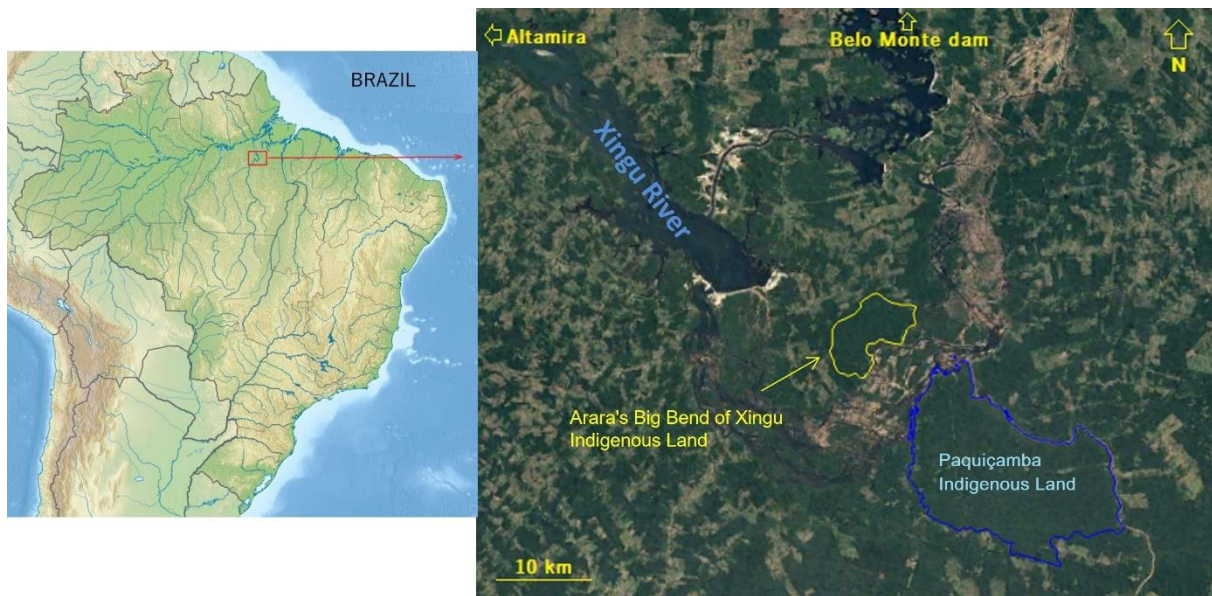 BRAZIL
Altamira
Belo Monte dam
N
Xingu River
Arara's Big Bend of Xingu
Indigenous Land
Paquiçamba
Indigenous Land
10 km